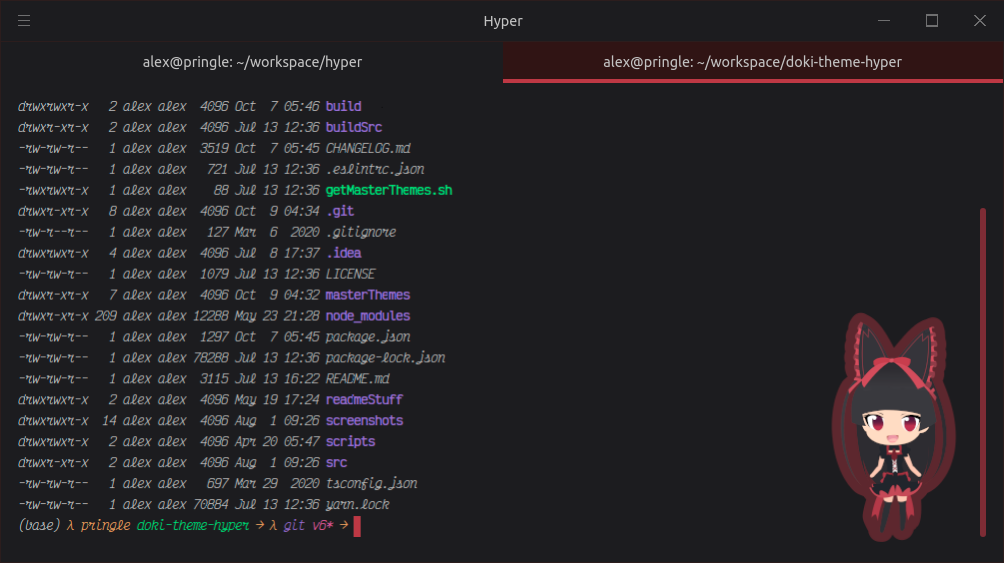 Hyper
alex@pringle: ~/workspace/hyper
alex@pringle: ~/workspace/doki-theme-hyper
drwxrwxr-x 2 alex alex 4096 Oct 7 05:46 build
drwxr-xr-x 2 alex alex 4096 Jul 13 12:36 buildSrc
-rw-rw-r-- 1 alex alex 3519 Oct 7 05:45 CHANGELOG.md
-rw-rw-r-- 1 alex alex 721 Jul 13 12:36 .eslintrc.json
-rwxrwxr-x 1 alex alex 88 Jul 13 12:36 getMasterThemes.sh
drwxr-xr-x 8 alex alex 4096 Oct 9 04:34 .git
-rw-r--r-- 1 alex alex 127 Mar 6 2020 .gitignore
drwxrwxr-x 4 alex alex 4096 Jul 8 17:37 .idea
-rw-rw-r-- 1 alex alex 1079 Jul 13 12:36 LICENSE
drwxr-xr-x 7 alex alex 4096 Oct 9 04:32 masterThemes
drwxr-xr-x 209 alex alex 12288 May 23 21:28 node_modules
-rw-rw-r-- 1 alex alex 1297 Oct 7 05:45 package.json
-rw-rw-r-- 1 alex alex 78288 Jul 13 12:36 package-lock.json
-rw-rw-r-- 1 alex alex 3115 Jul 13 16:22 README.md
drwxrwxr-x 2 alex alex 4096 May 19 17:24 readmeStuff
drwxrwxr-x 14 alex alex 4096 Aug 1 09:26 screenshots
drwxrwxr-x 2 alex alex 4096 Apr 20 05:47 scripts
drwxr-xr-x 2 alex alex 4096 Aug 1 09:26 src
-rw-rw-r-- 1 alex alex 697 Mar 29 2020 tsconfig.json
-rw-rw-r-- 1 alex alex 70884 Jul 13 12:36 yarn.lock
(base) λ pringle doki-theme-hyper → λ git v6* →